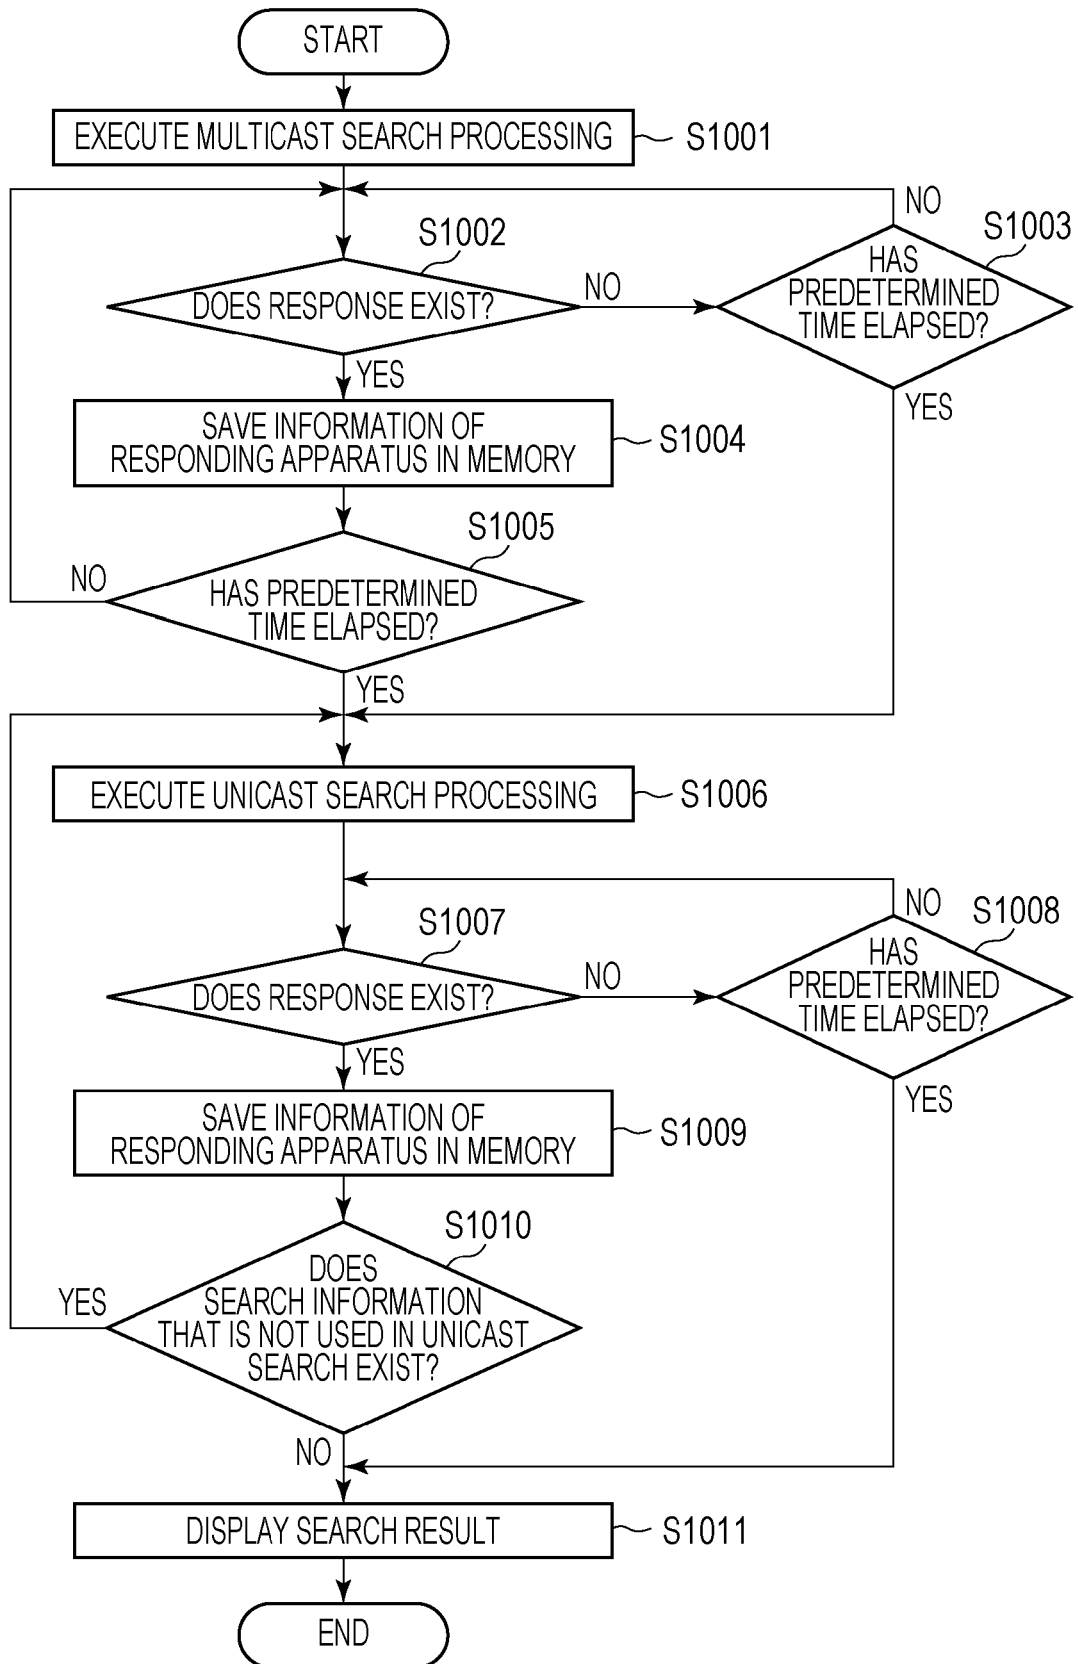 START
EXECUTE MULTICAST SEARCH PROCESSING
S1001
NO
S1002
S1003
DOES RESPONSE EXIST?
NO
HAS
PREDETERMINED
TIME ELAPSED?
YES
YES
SAVE INFORMATION OF
RESPONDING APPARATUS IN MEMORY
S1004
S1005
NO
HAS PREDETERMINED
TIME ELAPSED?
YES
EXECUTE UNICAST SEARCH PROCESSING
S1006
NO
S1007
S1008
DOES RESPONSE EXIST?
NO
HAS
PREDETERMINED
TIME ELAPSED?
YES
YES
SAVE INFORMATION OF
RESPONDING APPARATUS IN MEMORY
S1009
S1010
YES
DOES
SEARCH INFORMATION
THAT IS NOT USED IN UNICAST
SEARCH EXIST?
NO
DISPLAY SEARCH RESULT
S1011
END